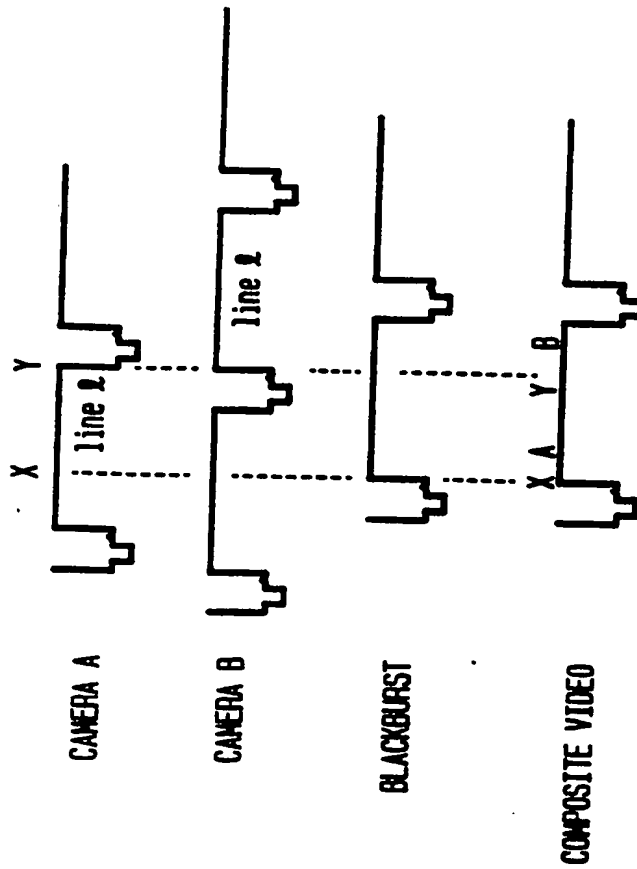 X Y
CAMERA A
line ℓ
CAMERA B
line ℓ
BLACKBURST
COMPOSITE VIDEO
X A Y B